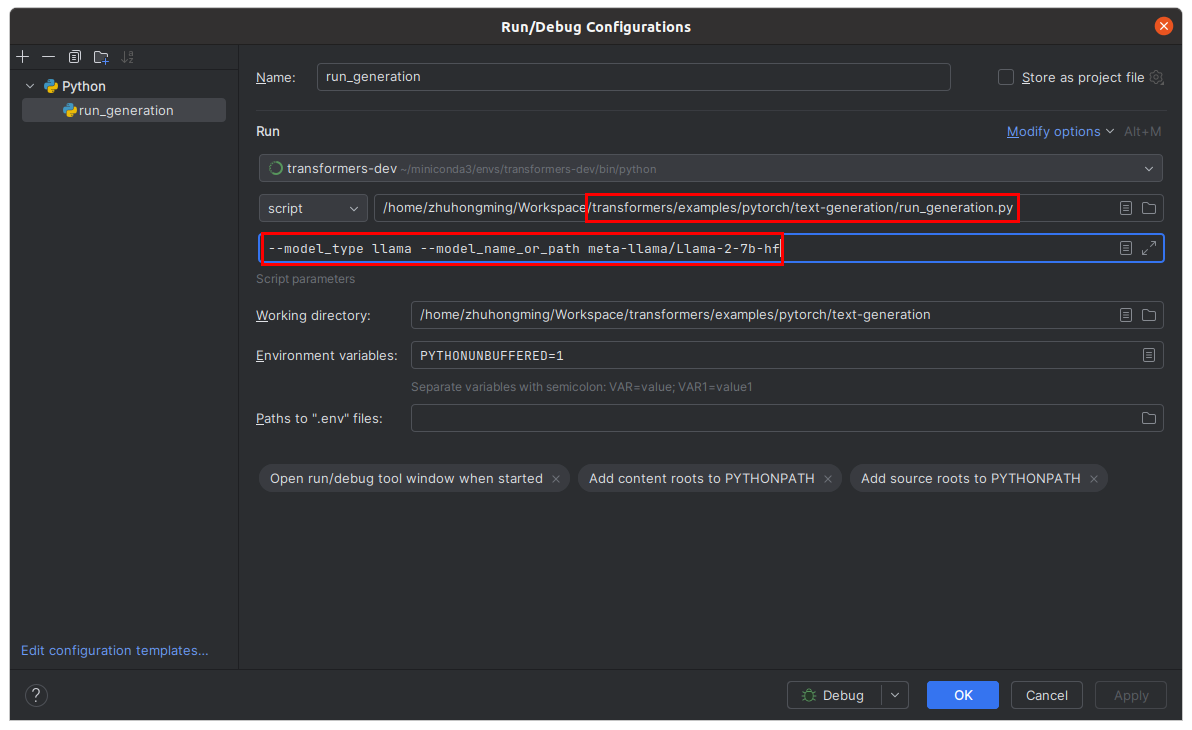 Run/Debug Configurations
Python
run_generation
Name: run_generation Store as project file
Run Modify options Alt+M
transformers-dev ~/miniconda3/envs/transformers-dev/bin/python
script /home/zhuhongming/Workspace/transformers/examples/pytorch/text-generation/run_generation.py
--model_type llama --model_name_or_path meta-llama/Llama-2-7b-hf
Script parameters
Working directory: /home/zhuhongming/Workspace/transformers/examples/pytorch/text-generation
Environment variables: PYTHONUNBUFFERED=1
Separate variables with semicolon: VAR=value; VAR1=value1
Paths to ".env" files:
Open run/debug tool window when started × Add content roots to PYTHONPATH × Add source roots to PYTHONPATH ×
Edit configuration templates...
? Debug OK Cancel Apply